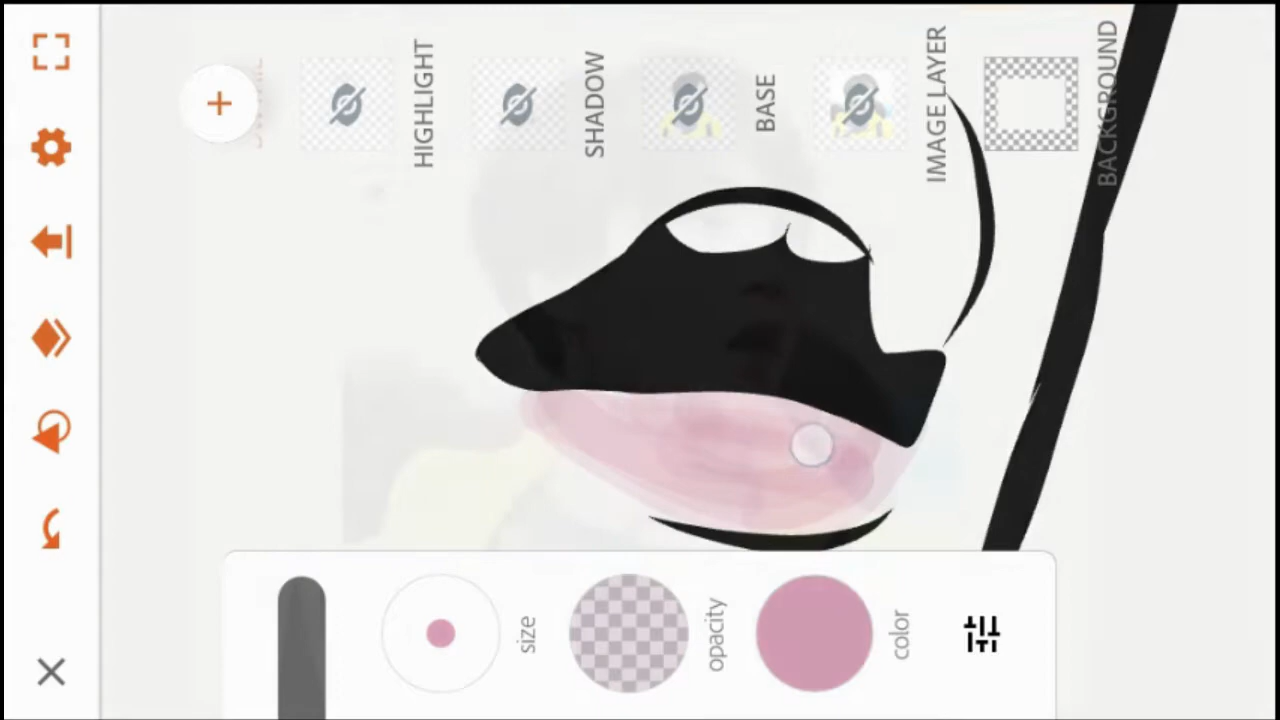 HIGHLIGHT
SHADOW
BASE
IMAGE LAYER
BACKGROUND
size
opacity
color